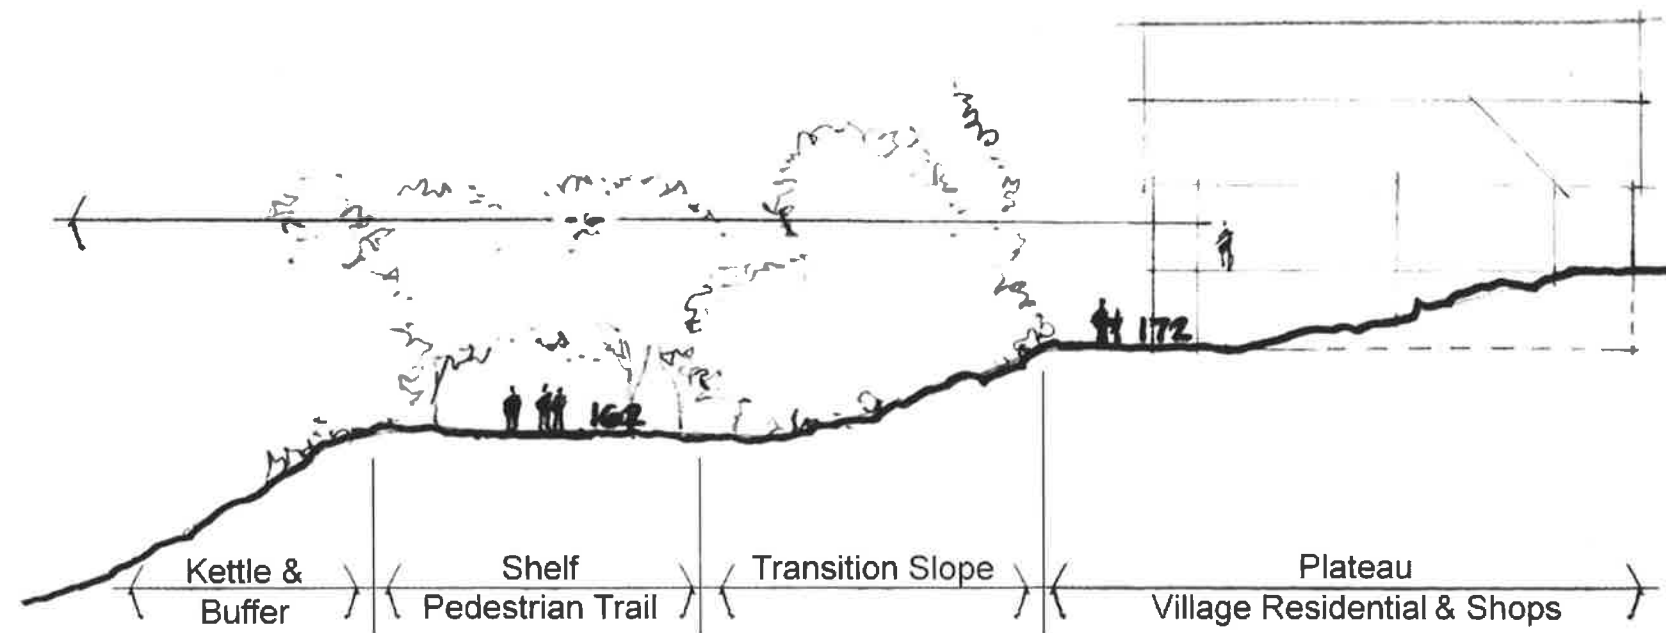 172
162
Kettle &
Buffer
Shelf
Pedestrian Trail
Transition Slope
Plateau
Village Residential & Shops